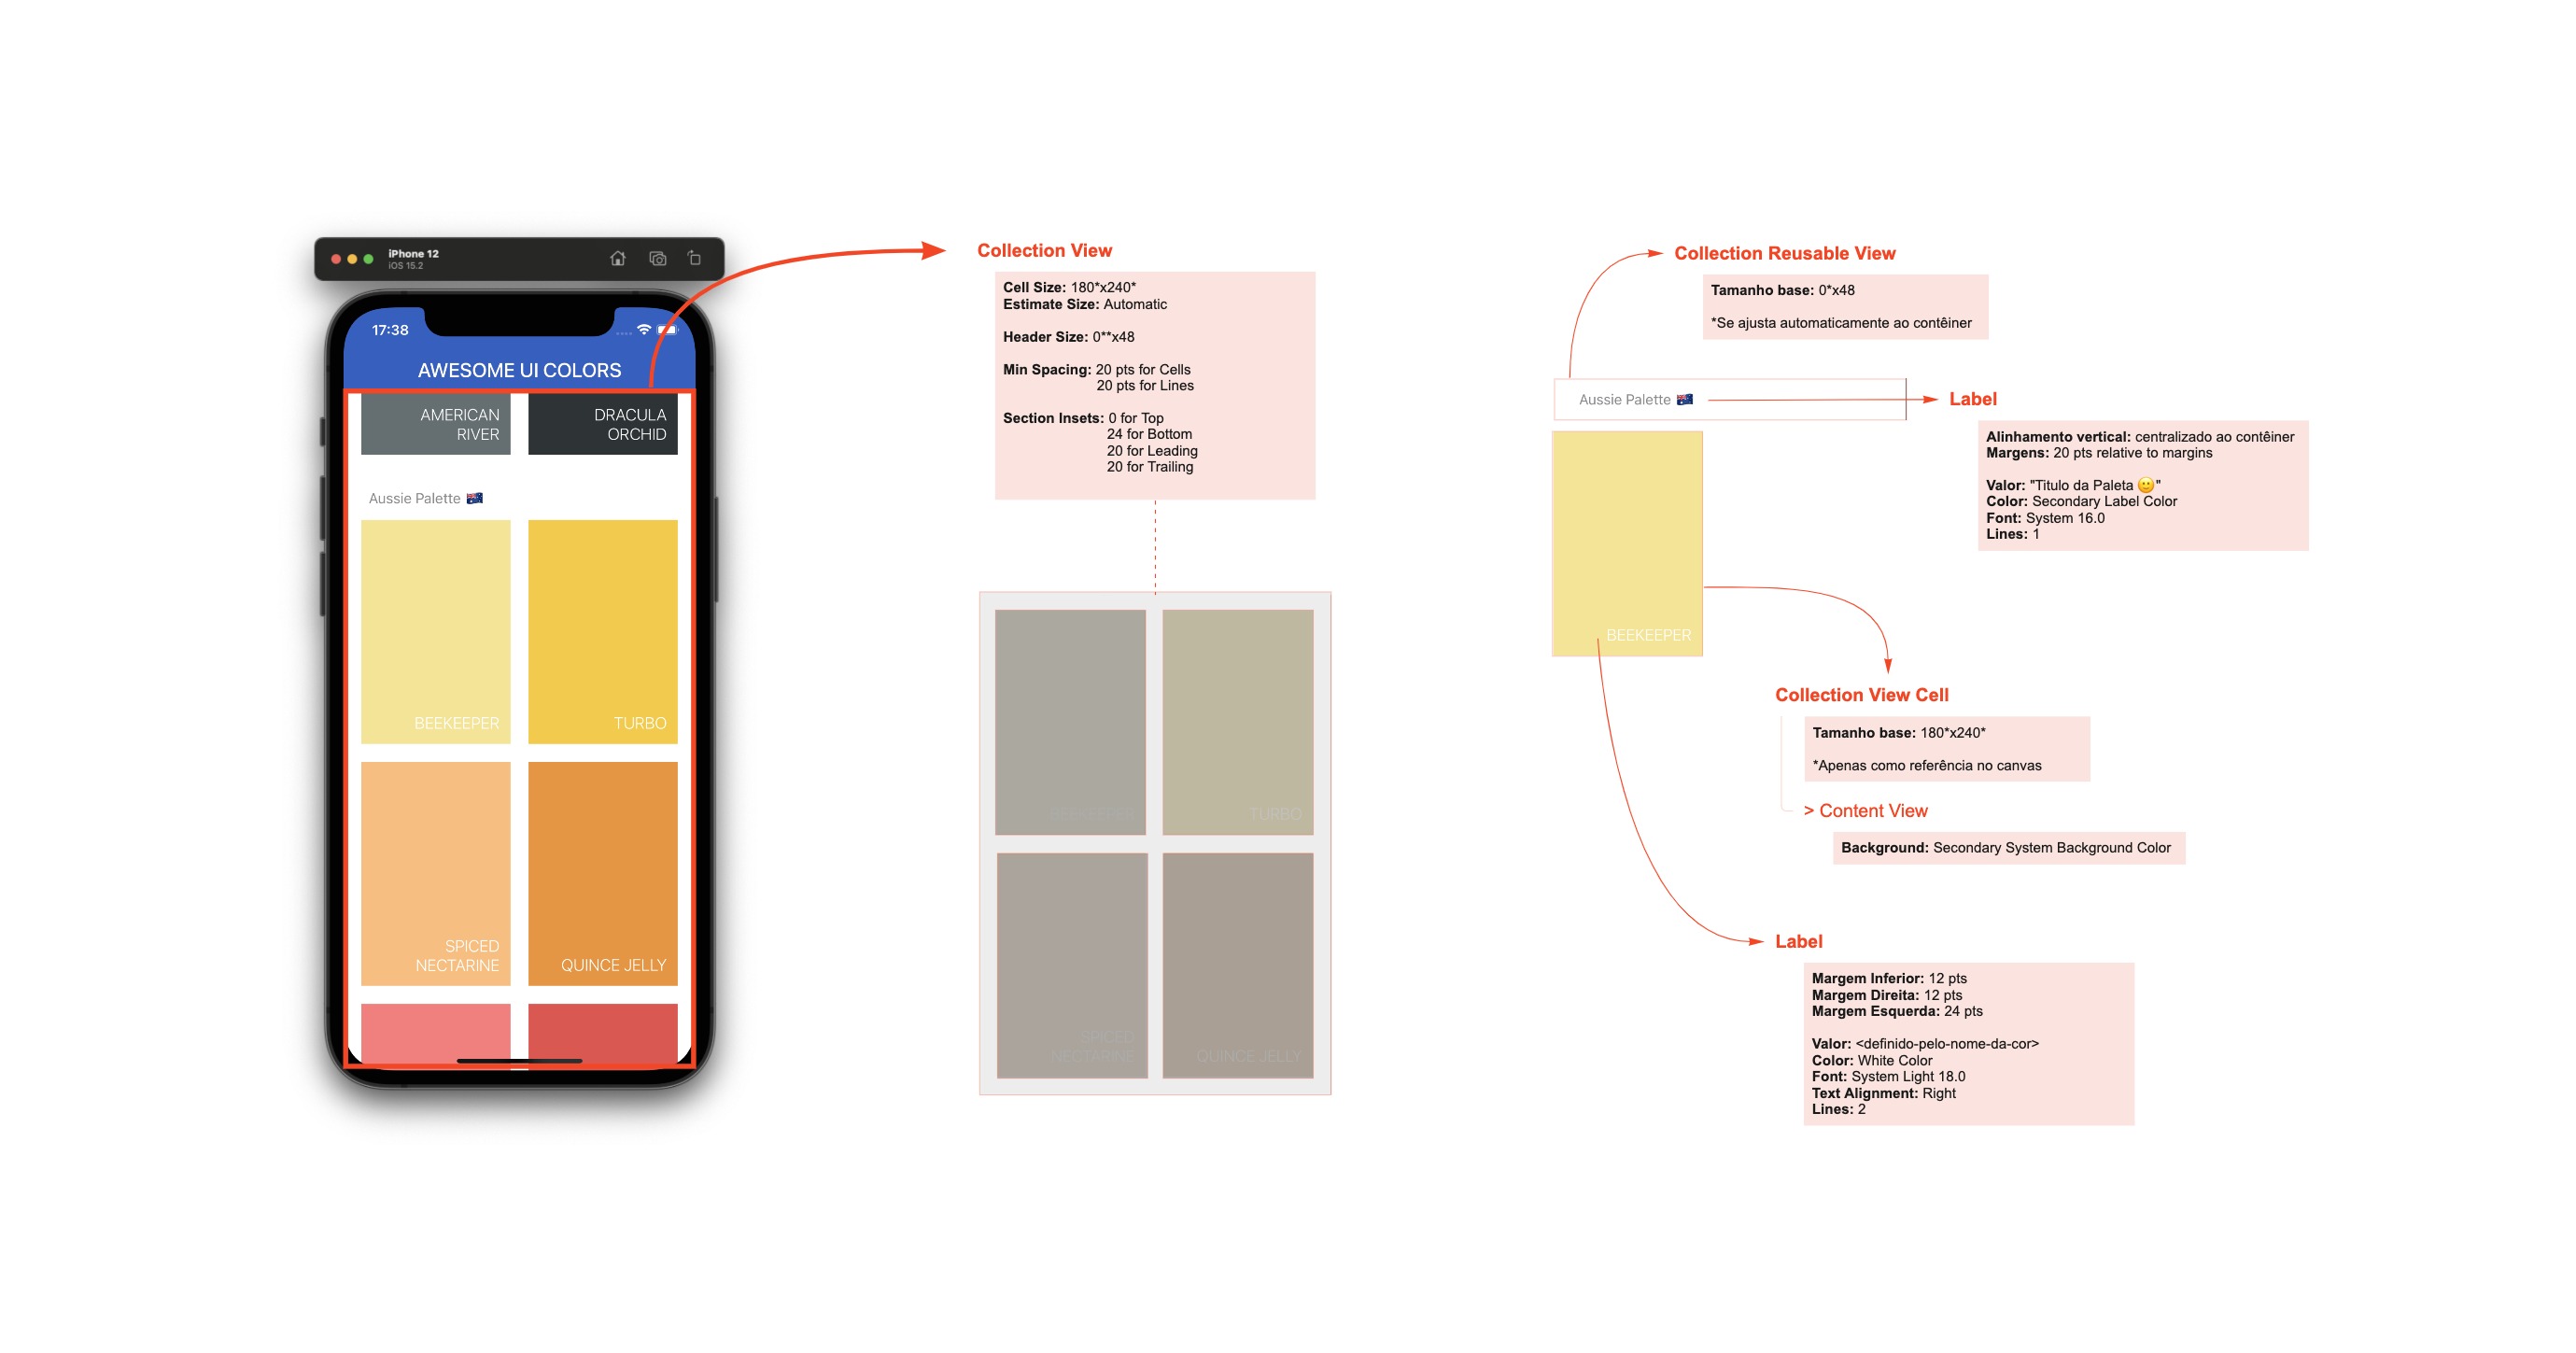 iPhone 12
iOS 15.2
17:38
AWESOME UI COLORS
AMERICAN
RIVER
DRACULA
ORCHID
Aussie Palette 🇦🇺
BEEKEEPER
TURBO
SPICED
NECTARINE
QUINCE JELLY
Collection View
Cell Size: 180*x240*
Estimate Size: Automatic
Header Size: 0**x48
Min Spacing: 20 pts for Cells
20 pts for Lines
Section Insets: 0 for Top
24 for Bottom
20 for Leading
20 for Trailing
BEEKEEPER
TURBO
SPICED
NECTARINE
QUINCE JELLY
Collection Reusable View
Tamanho base: 0*x48
*Se ajusta automaticamente ao contêiner
Aussie Palette 🇦🇺
Label
Alinhamento vertical: centralizado ao contêiner
Margens: 20 pts relative to margins
Valor: "Titulo da Paleta 🙂"
Color: Secondary Label Color
Font: System 16.0
Lines: 1
BEEKEEPER
Collection View Cell
Tamanho base: 180*x240*
*Apenas como referência no canvas
> Content View
Background: Secondary System Background Color
Label
Margem Inferior: 12 pts
Margem Direita: 12 pts
Margem Esquerda: 24 pts
Valor: <definido-pelo-nome-da-cor>
Color: White Color
Font: System Light 18.0
Text Alignment: Right
Lines: 2